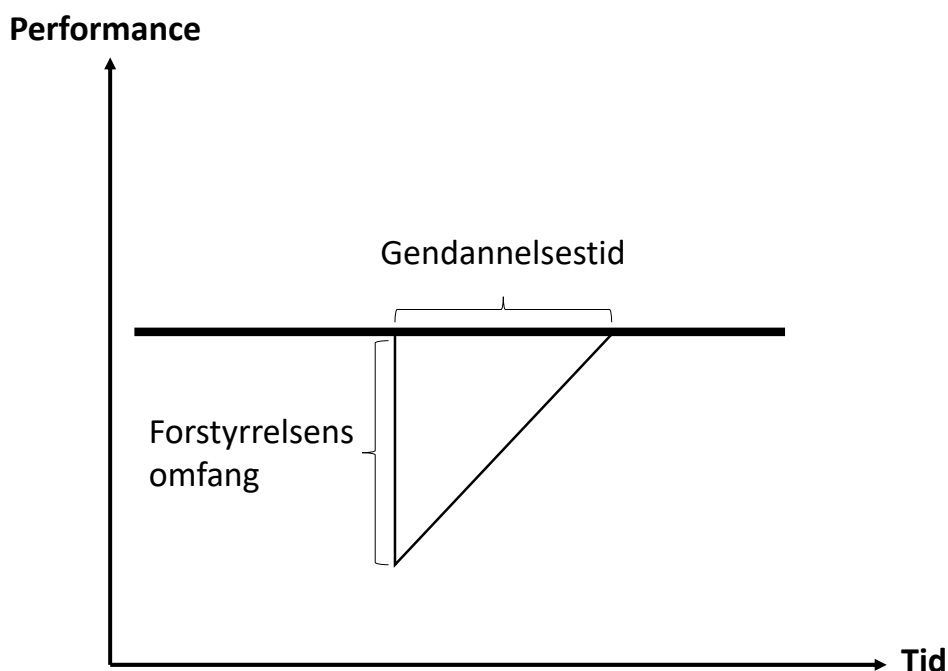 Performance
Gendannelsestid
Forstyrrelsens
omfang
Tid